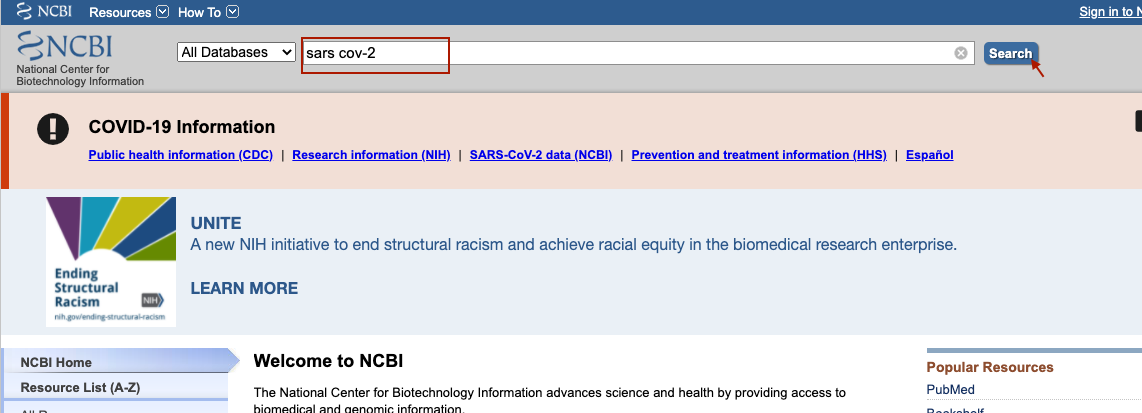 NCBI Resources How To Sign in to N
NCBI All Databases sars cov-2 Search
National Center for
Biotechnology Information
COVID-19 Information
Public health information (CDC) | Research information (NIH) | SARS-CoV-2 data (NCBI) | Prevention and treatment information (HHS) | Español
UNITE
A new NIH initiative to end structural racism and achieve racial equity in the biomedical research enterprise.
Ending
Structural
Racism
NIH
nih.gov/ending-structural-racism
LEARN MORE
NCBI Home
Resource List (A-Z)
Welcome to NCBI
The National Center for Biotechnology Information advances science and health by providing access to
biomedical and genomic information.
Popular Resources
PubMed
Bookshelf